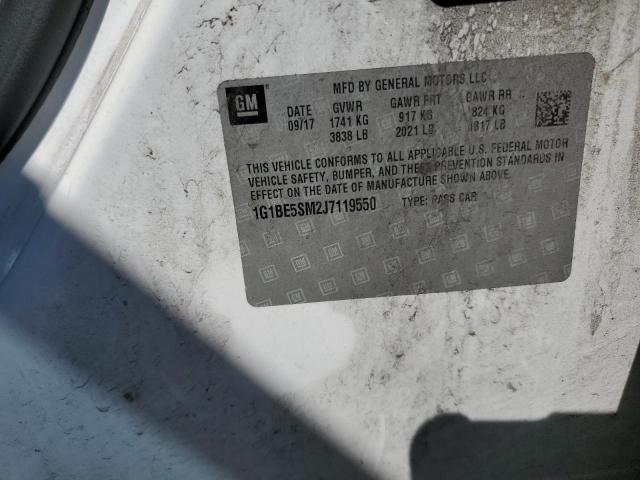 GM
MFD BY GENERAL MOTORS LLC
DATE GVWR GAWR FRT GAWR RR
09/17 1741 KG 917 KG 824 KG
3838 LB 2021 LB 1817 LB
THIS VEHICLE CONFORMS TO ALL APPLICABLE U.S. FEDERAL MOTOR
VEHICLE SAFETY, BUMPER, AND THEFT PREVENTION STANDARDS IN
EFFECT ON THE DATE OF MANUFACTURE SHOWN ABOVE.
1G1BE5SM2J7119550 TYPE: PASS CAR